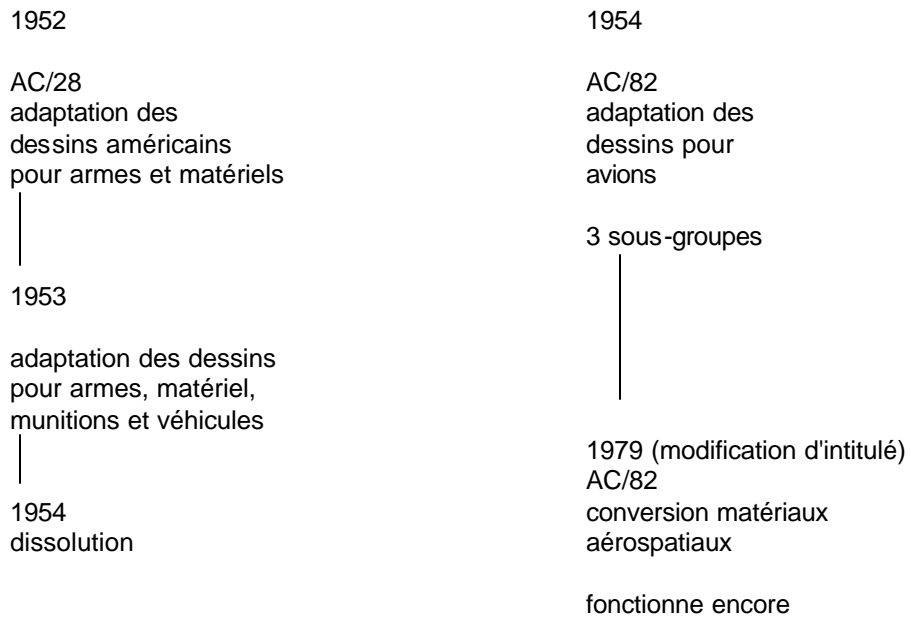 1952
AC/28
adaptation des
dessins américains
pour armes et matériels
1953
adaptation des dessins
pour armes, matériel,
munitions et véhicules
1954
dissolution
1954
AC/82
adaptation des
dessins pour
avions
3 sous-groupes
1979 (modification d'intitulé)
AC/82
conversion matériaux
aérospatiaux
fonctionne encore